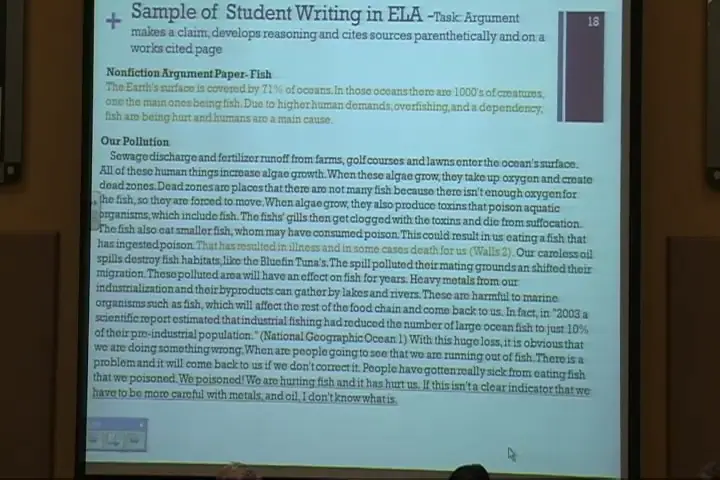 + Sample of Student Writing in ELA -Task: Argument
makes a claim, develops reasoning and cites sources parenthetically and on a
works cited page
18
Nonfiction Argument Paper- Fish
The Earth's surface is covered by 71% of oceans. In those oceans there are 1000's of creatures,
one the main ones being fish. Due to higher human demands, overfishing, and a dependency,
fish are being hurt and humans are a main cause.
Our Pollution
Sewage discharge and fertilizer runoff from farms, golf courses and lawns enter the ocean's surface.
All of these human things increase algae growth. When these algae grow, they take up oxygen and create
dead zones. Dead zones are places that there are not many fish because there isn't enough oxygen for
the fish, so they are forced to move. When algae grow, they also produce toxins that poison aquatic
organisms, which include fish. The fishs' gills then get clogged with the toxins and die from suffocation.
The fish also eat smaller fish, whom may have consumed poison. This could result in us eating a fish that
has ingested poison. That has resulted in illness and in some cases death for us (Walls 2). Our careless oil
spills destroy fish habitats, like the Bluefin Tuna's. The spill polluted their mating grounds an shifted their
migration. These polluted area will have an effect on fish for years. Heavy metals from our
industrialization and their byproducts can gather by lakes and rivers. These are harmful to marine
organisms such as fish, which will affect the rest of the food chain and come back to us. In fact, in "2003 a
scientific report estimated that industrial fishing had reduced the number of large ocean fish to just 10%
of their pre-industrial population." (National Geographic Ocean 1) With this huge loss, it is obvious that
we are doing something wrong. When are people going to see that we are running out of fish. There is a
problem and it will come back to us if we don't correct it. People have gotten really sick from eating fish
that we poisoned. We poisoned! We are hurting fish and it has hurt us. If this isn't a clear indicator that we
have to be more careful with metals, and oil, I don't know what is.